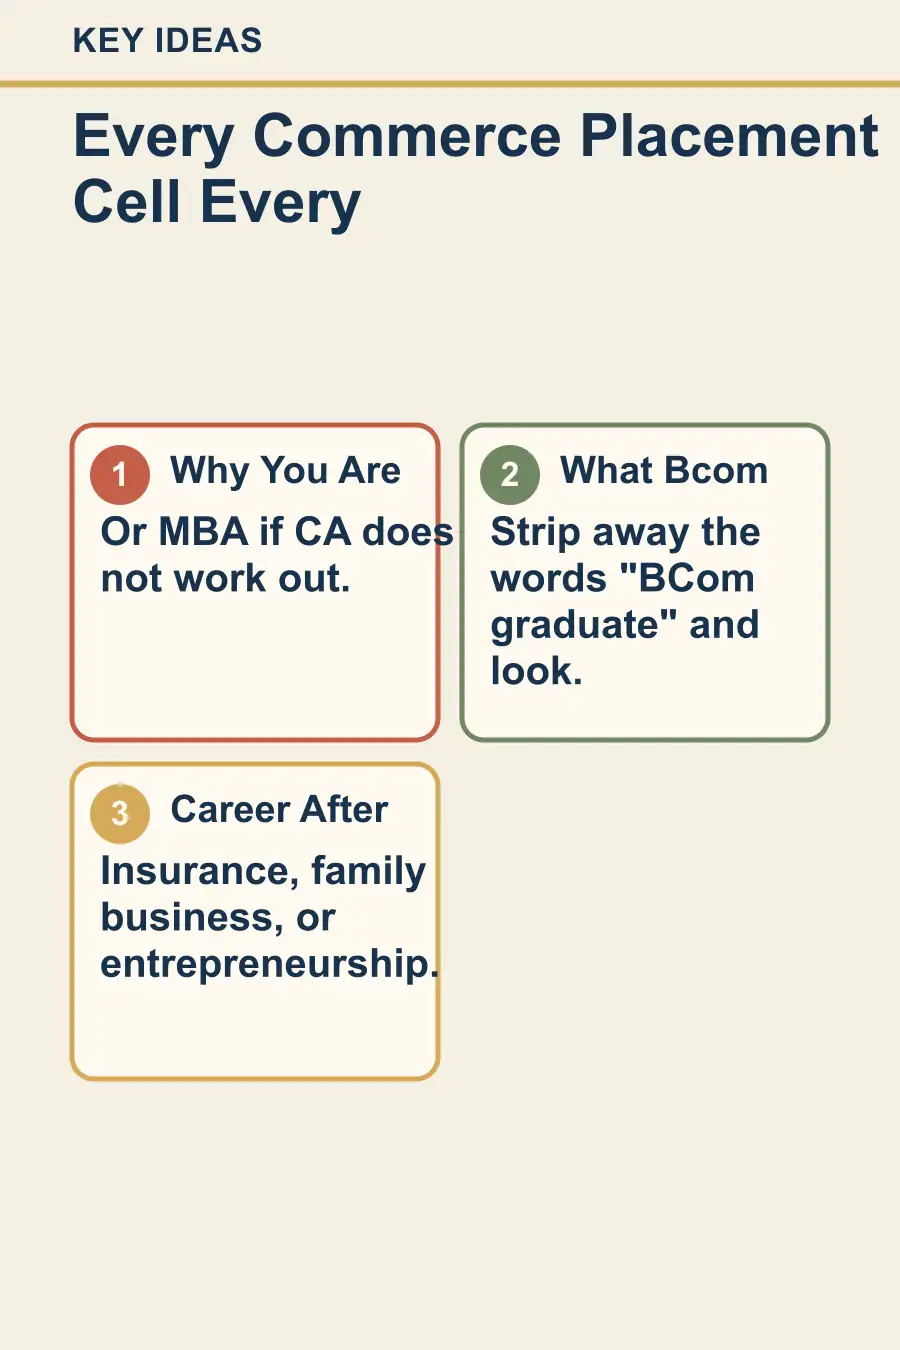 KEY IDEAS
Every Commerce Placement
Cell Every
1
Why You Are
Or MBA if CA does
not work out.
2
What Bcom
Strip away the
words "BCom
graduate" and
look.
3
Career After
Insurance, family
business, or
entrepreneurship.